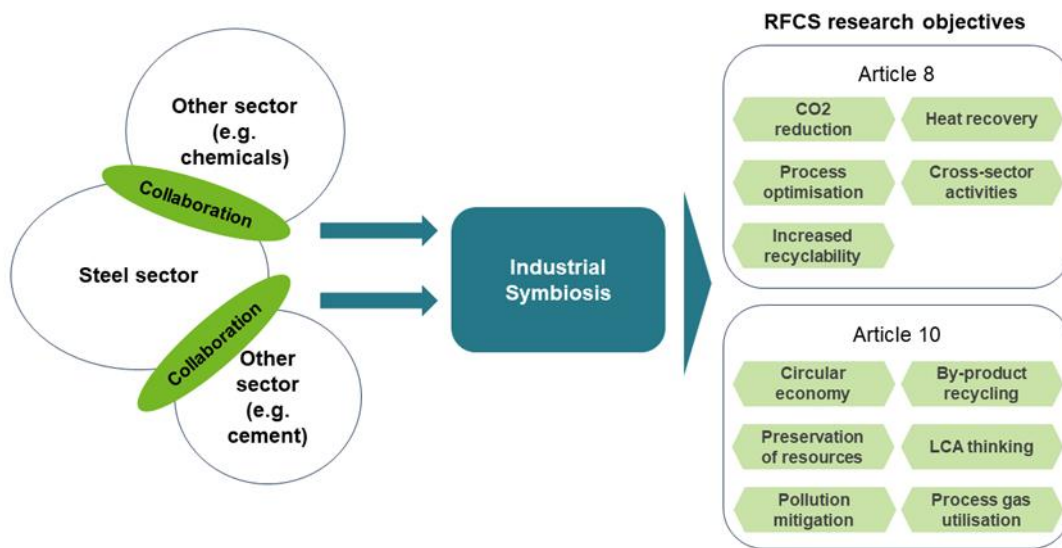 Other sector
(e.g.
chemicals)
Collaboration
Steel sector
Collaboration
Other
sector
(e.g.
cement)
Industrial
Symbiosis
RFCS research objectives
Article 8
CO2
reduction
Heat recovery
Process
optimisation
Cross-sector
activities
Increased
recyclability
Article 10
Circular
economy
By-product
recycling
Preservation
of resources
LCA thinking
Pollution
mitigation
Process gas
utilisation